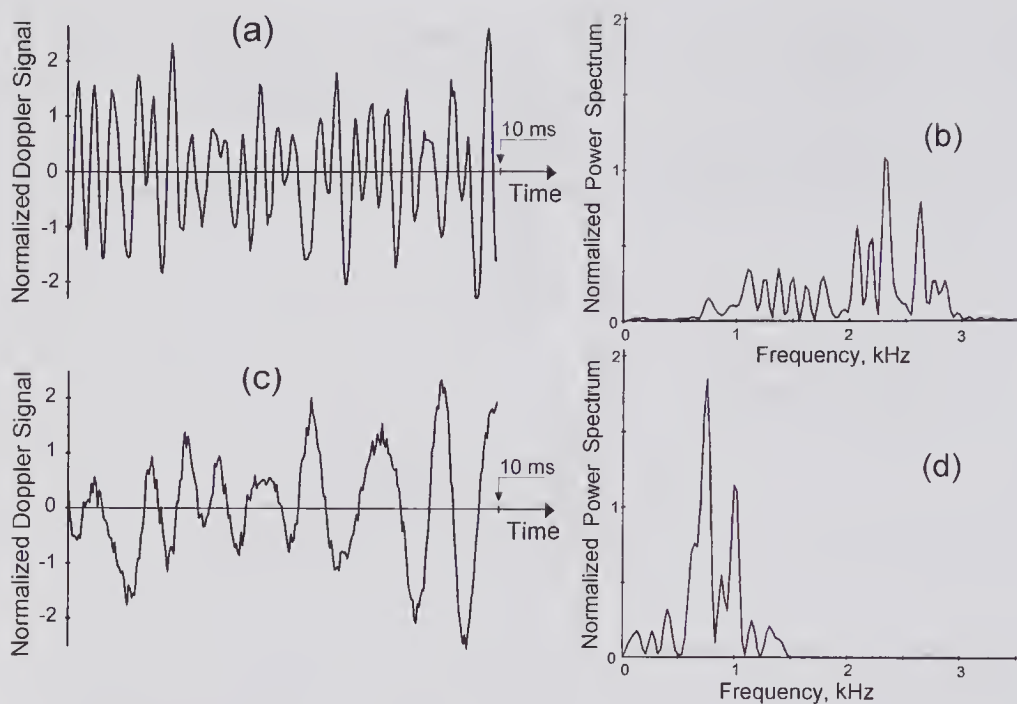 (a)
Normalized Doppler Signal
2
1
0
-1
-2
10 ms
Time
(b)
Normalized Power Spectrum
2
1
0
0 1 2 3
Frequency, kHz
(c)
Normalized Doppler Signal
2
1
0
-1
-2
10 ms
Time
(d)
Normalized Power Spectrum
2
1
0
0 1 2 3
Frequency, kHz